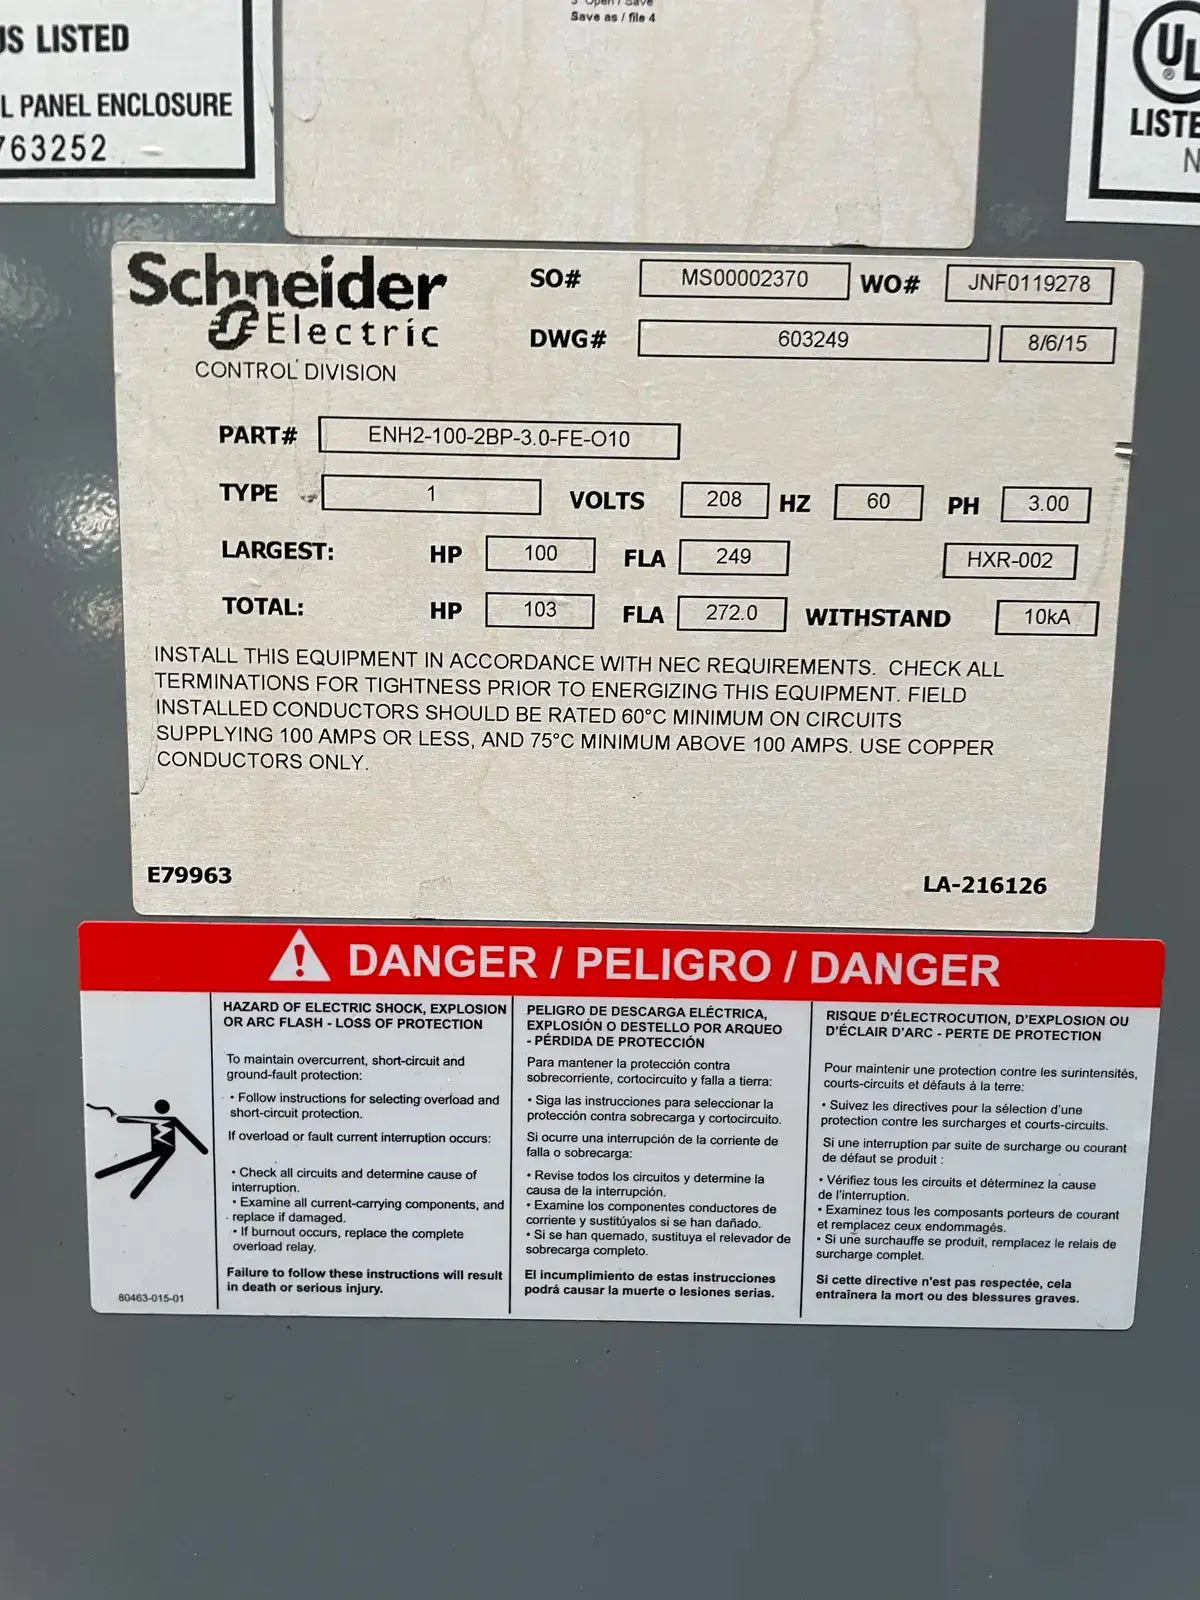 US LISTED
L PANEL ENCLOSURE
763252
Save as / file 4
UL
®
LISTE
N
Schneider
Electric
CONTROL DIVISION
SO# MS00002370 WO# JNF0119278
DWG# 603249 8/6/15
PART# ENH2-100-2BP-3.0-FE-O10
TYPE 1 VOLTS 208 HZ 60 PH 3.00
LARGEST: HP 100 FLA 249 HXR-002
TOTAL: HP 103 FLA 272.0 WITHSTAND 10kA
INSTALL THIS EQUIPMENT IN ACCORDANCE WITH NEC REQUIREMENTS. CHECK ALL
TERMINATIONS FOR TIGHTNESS PRIOR TO ENERGIZING THIS EQUIPMENT. FIELD
INSTALLED CONDUCTORS SHOULD BE RATED 60°C MINIMUM ON CIRCUITS
SUPPLYING 100 AMPS OR LESS, AND 75°C MINIMUM ABOVE 100 AMPS. USE COPPER
CONDUCTORS ONLY.
E79963
LA-216126
DANGER / PELIGRO / DANGER
HAZARD OF ELECTRIC SHOCK, EXPLOSION
OR ARC FLASH - LOSS OF PROTECTION
To maintain overcurrent, short-circuit and
ground-fault protection:
• Follow instructions for selecting overload and
short-circuit protection.
If overload or fault current interruption occurs:
• Check all circuits and determine cause of
interruption.
• Examine all current-carrying components, and
replace if damaged.
• If burnout occurs, replace the complete
overload relay.
Failure to follow these instructions will result
in death or serious injury.
PELIGRO DE DESCARGA ELÉCTRICA,
EXPLOSIÓN O DESTELLO POR ARQUEO
- PÉRDIDA DE PROTECCIÓN
Para mantener la protección contra
sobrecorriente, cortocircuito y falla a tierra:
• Siga las instrucciones para seleccionar la
protección contra sobrecarga y cortocircuito.
Si ocurre una interrupción de la corriente de
falla o sobrecarga:
• Revise todos los circuitos y determine la
causa de la interrupción.
• Examine los componentes conductores de
corriente y sustitúyalos si se han dañado.
• Si se han quemado, sustituya el relevador de
sobrecarga completo.
El incumplimiento de estas instrucciones
podrá causar la muerte o lesiones serias.
RISQUE D'ÉLECTROCUTION, D'EXPLOSION OU
D'ÉCLAIR D'ARC - PERTE DE PROTECTION
Pour maintenir une protection contre les surintensités,
courts-circuits et défauts à la terre:
• Suivez les directives pour la sélection d'une
protection contre les surcharges et courts-circuits.
Si une interruption par suite de surcharge ou courant
de défaut se produit :
• Vérifiez tous les circuits et déterminez la cause
de l'interruption.
• Examinez tous les composants porteurs de courant
et remplacez ceux endommagés.
• Si une surchauffe se produit, remplacez le relais de
surcharge complet.
Si cette directive n'est pas respectée, cela
entraînera la mort ou des blessures graves.
80463-015-01